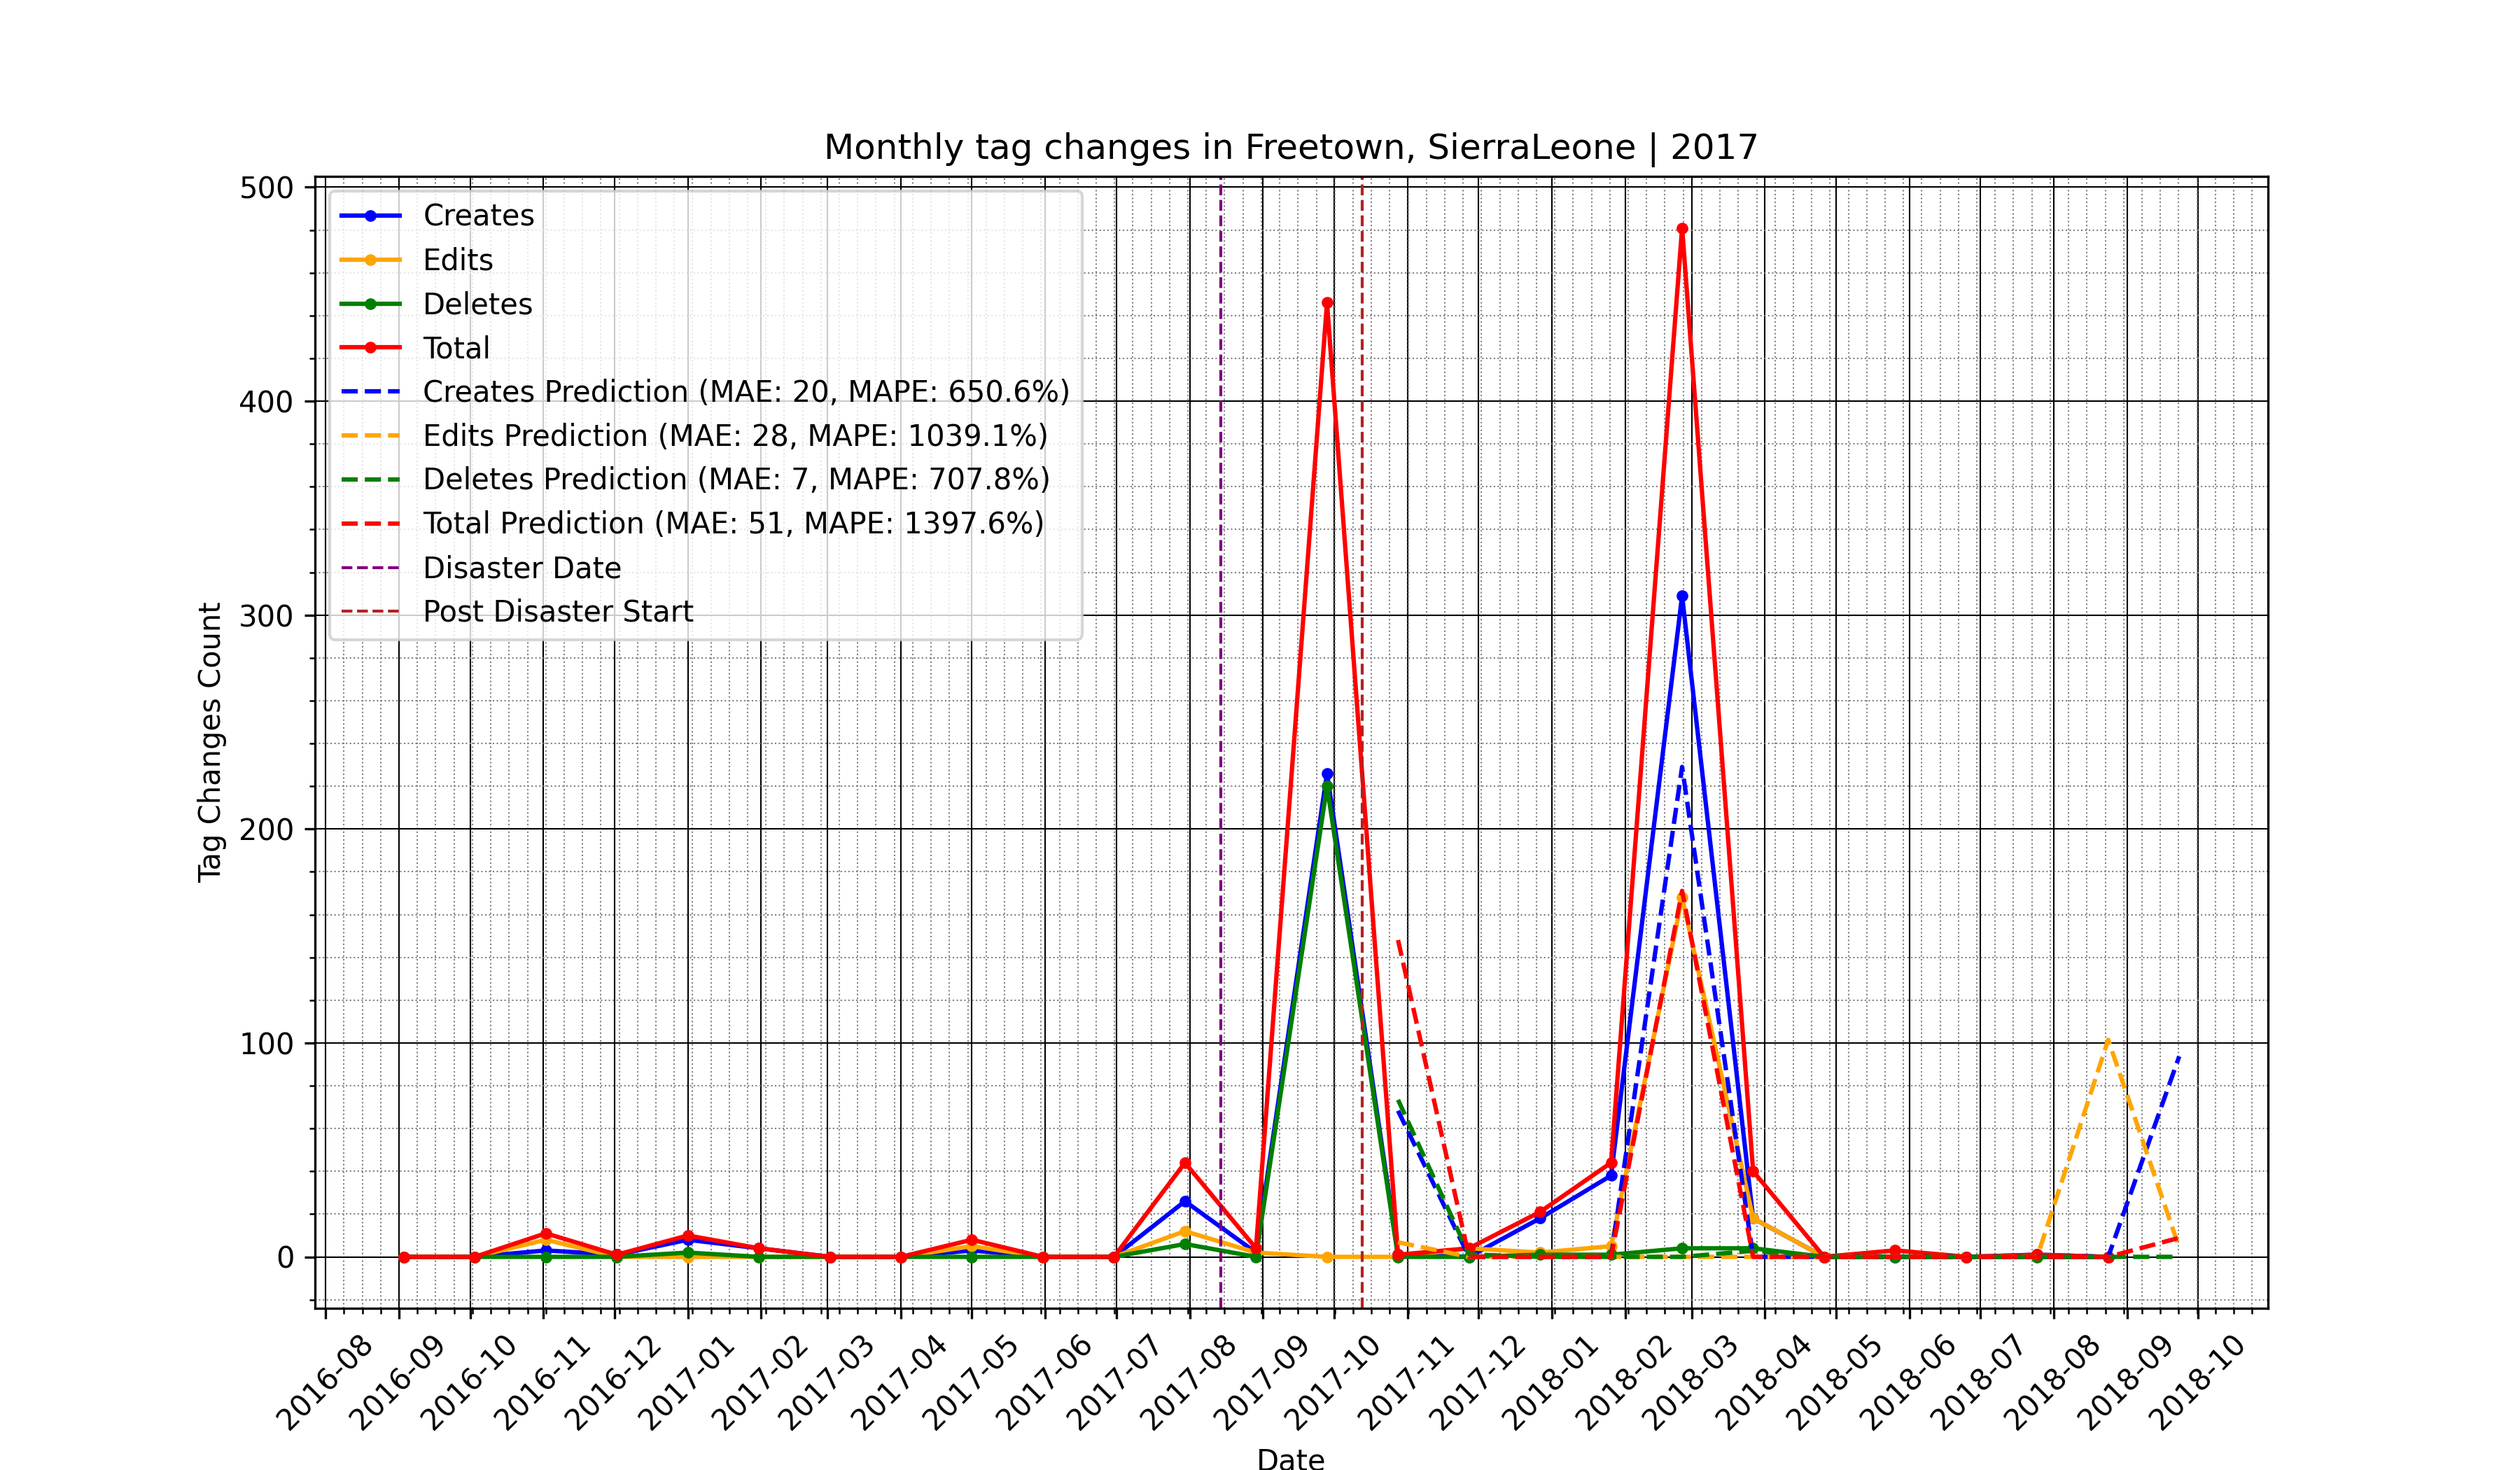 Monthly tag changes in Freetown, SierraLeone | 2017
Tag Changes Count
500
400
300
200
100
0
Creates
Edits
Deletes
Total
Creates Prediction (MAE: 20, MAPE: 650.6%)
Edits Prediction (MAE: 28, MAPE: 1039.1%)
Deletes Prediction (MAE: 7, MAPE: 707.8%)
Total Prediction (MAE: 51, MAPE: 1397.6%)
Disaster Date
Post Disaster Start
2016-08
2016-09
2016-10
2016-11
2016-12
2017-01
2017-02
2017-03
2017-04
2017-05
2017-06
2017-07
2017-08
2017-09
2017-10
2017-11
2017-12
2018-01
2018-02
2018-03
2018-04
2018-05
2018-06
2018-07
2018-08
2018-09
2018-10
Date